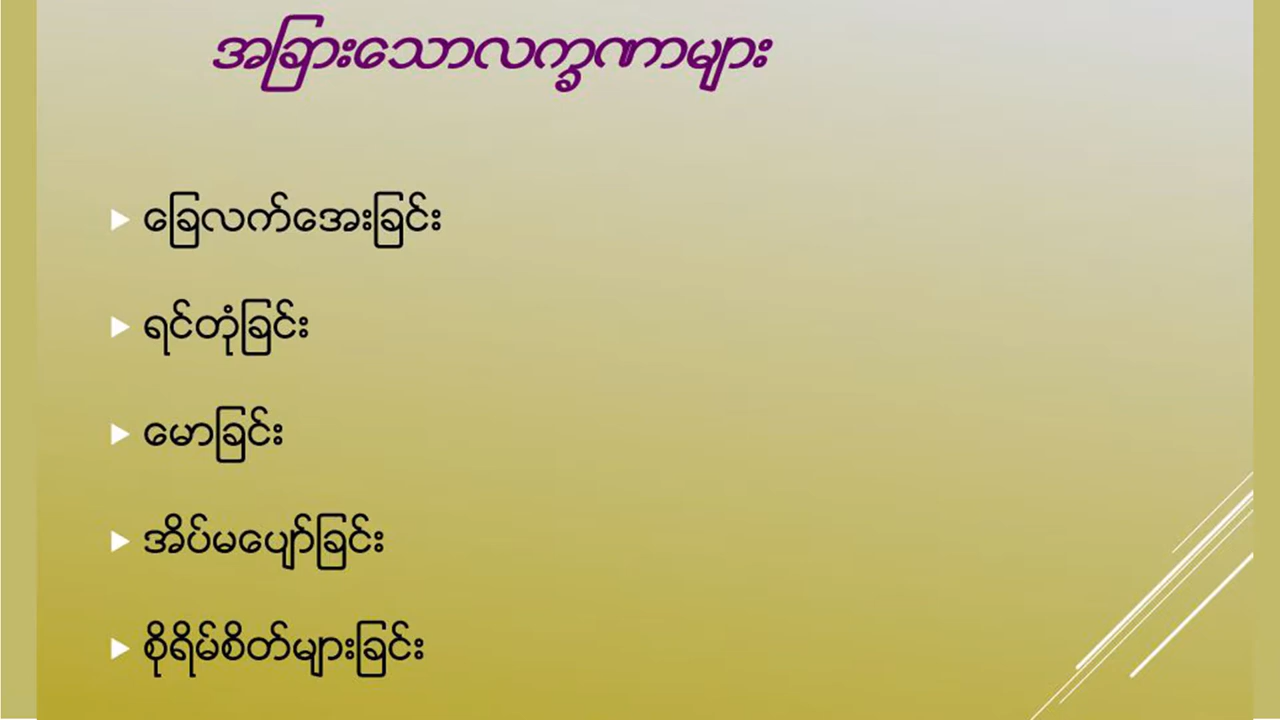 အခြားသောလက္ခဏာများ
ခြေလက်အေးခြင်း
ရင်တုံခြင်း
မောခြင်း
အိပ်မပျော်ခြင်း
စိုးရိမ်စိတ်များခြင်း